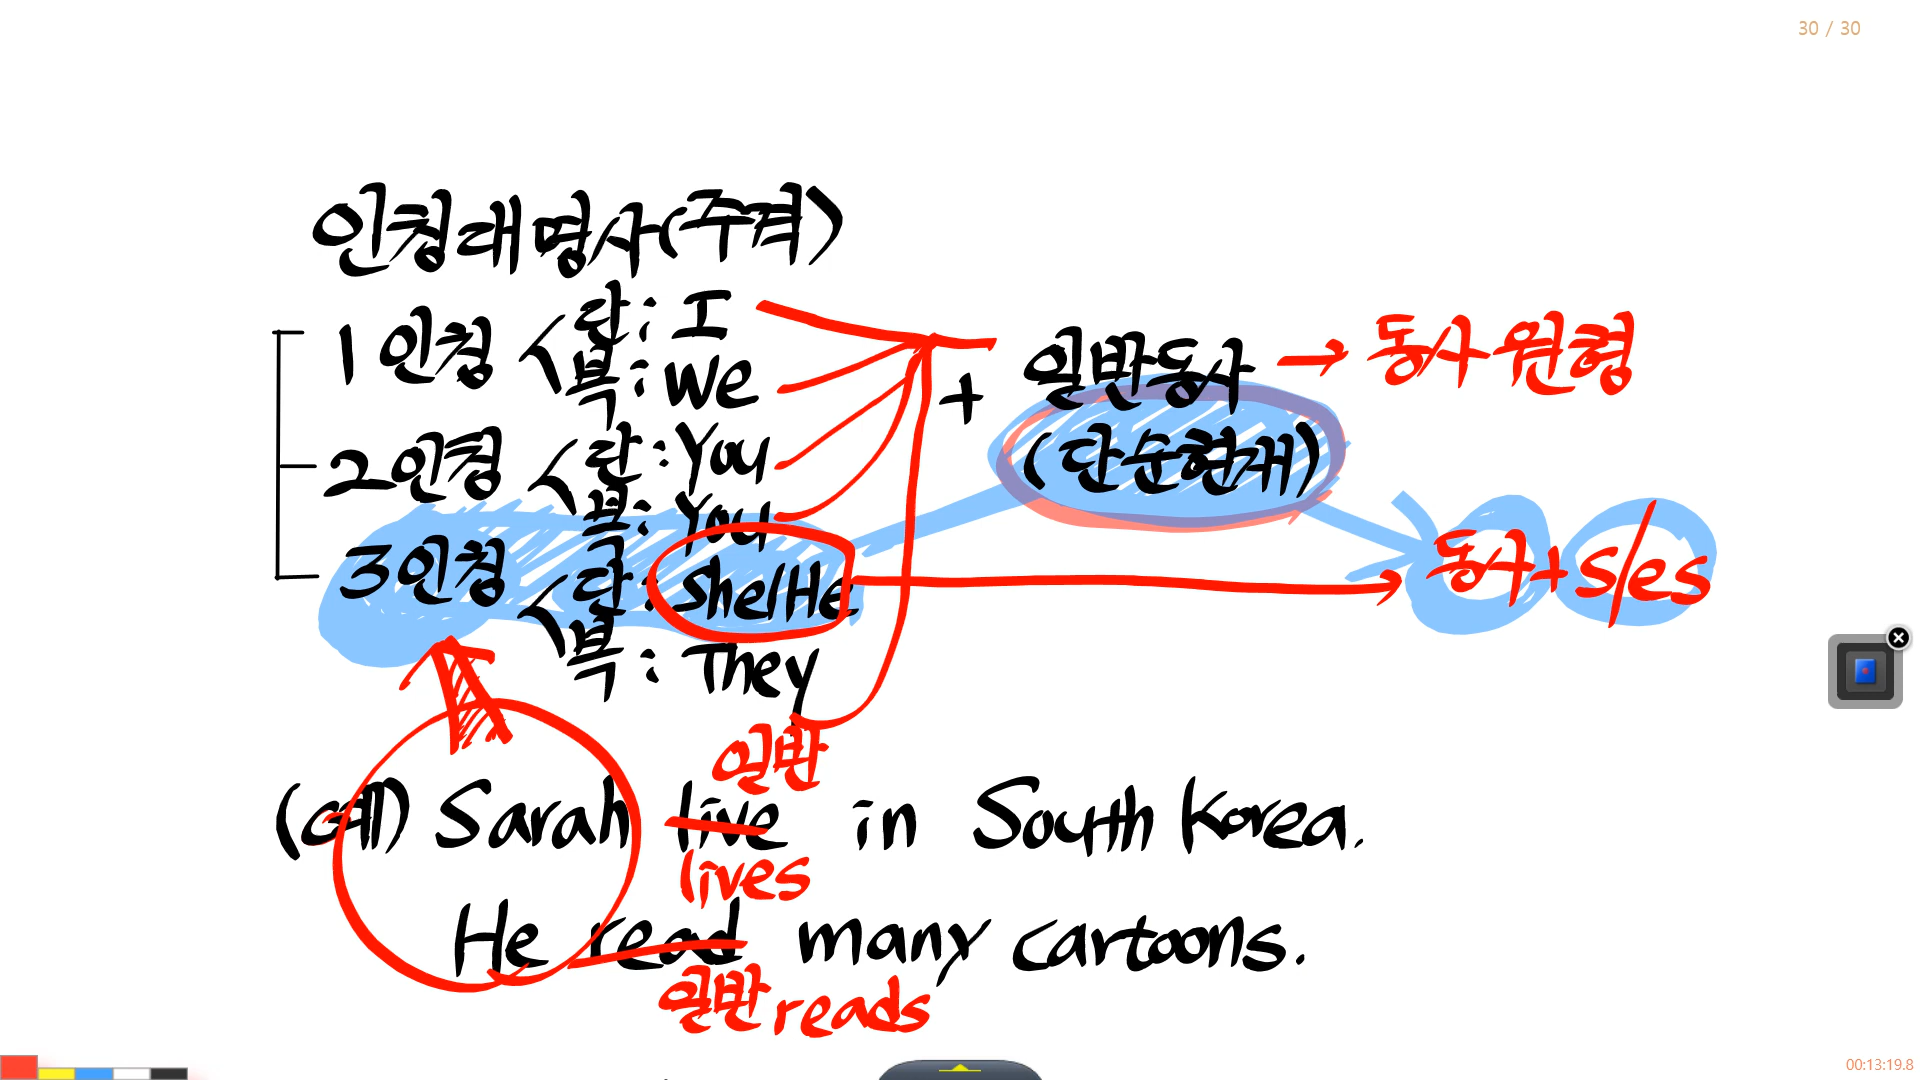 30 / 30
인칭대명사(주격)
1인칭 단: I
복: We
+ 일반동사 → 동사원형
(단순현재)
2인칭 단: You
복: You
3인칭 단: She/He
동사+s/es
복: They
일반
(예) Sarah live in South Korea.
lives
He read many cartoons.
일반 reads
00:13:19.8